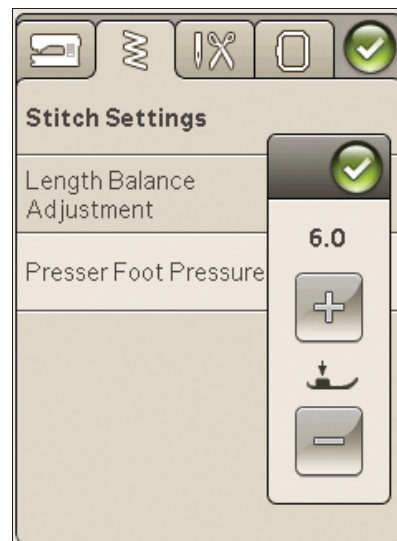 Stitch Settings
Length Balance
Adjustment
6.0
Presser Foot Pressure